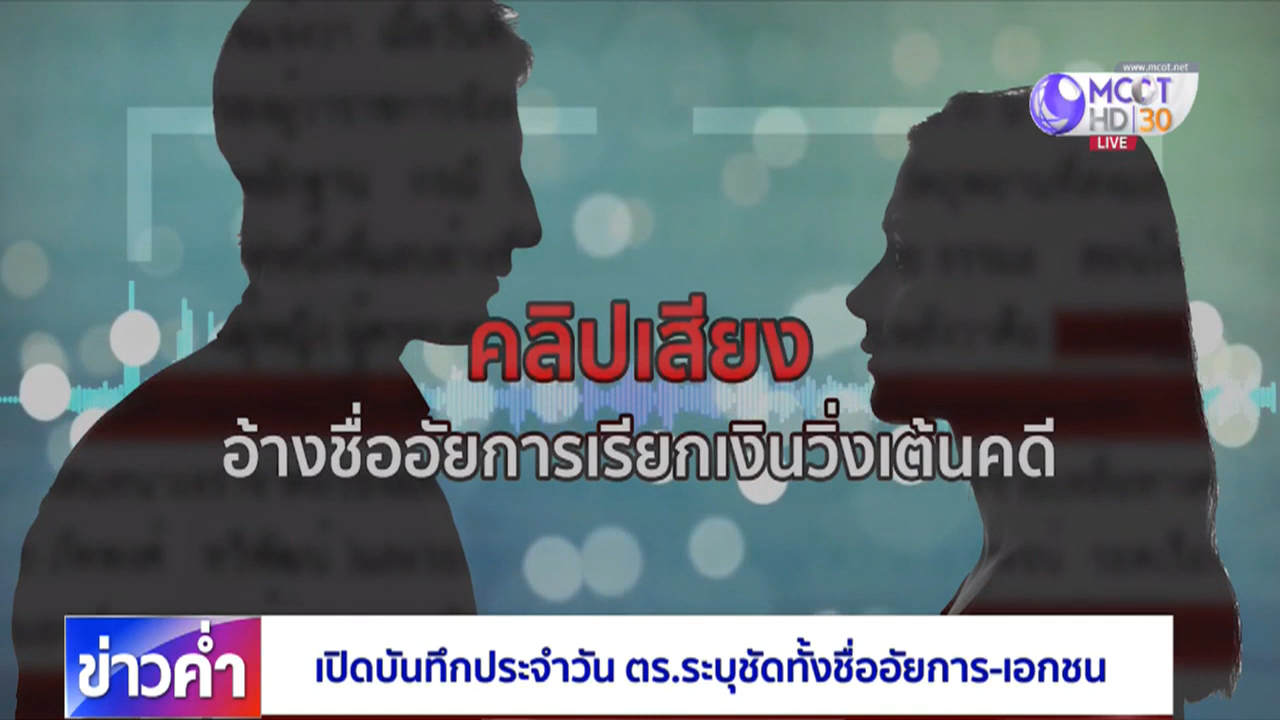 www.mcot.net
MCOT
HD 30
LIVE
คลิปเสียง
อ้างชื่ออัยการเรียกเงินวิ่งเต้นคดี
ข่าวค่ำ
เปิดบันทึกประจำวัน ตร.ระบุชัดทั้งชื่ออัยการ-เอกชน